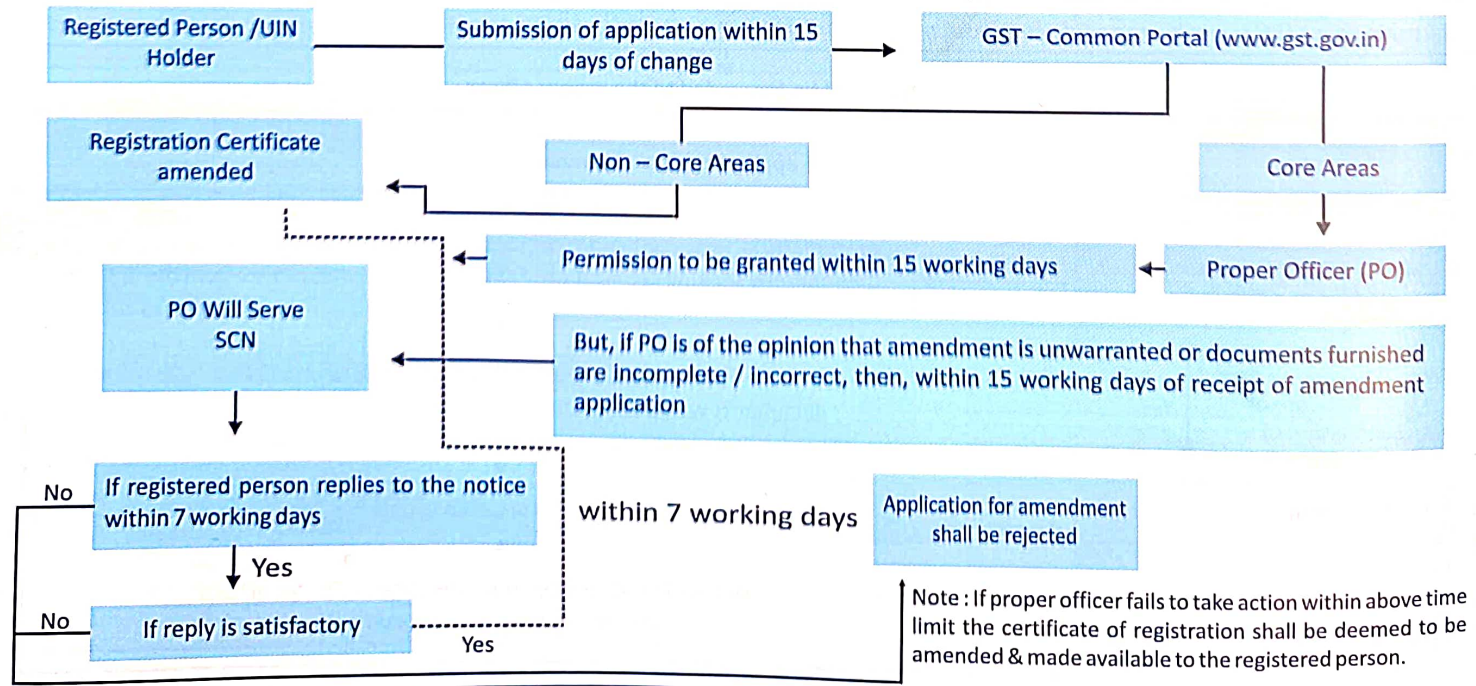 Registered Person /UIN
Holder
Submission of application within 15
days of change
GST – Common Portal (www.gst.gov.in)
Registration Certificate
amended
Non – Core Areas
Core Areas
Permission to be granted within 15 working days
Proper Officer (PO)
PO Will Serve
SCN
But, if PO is of the opinion that amendment is unwarranted or documents furnished
are incomplete / incorrect, then, within 15 working days of receipt of amendment
application
No
If registered person replies to the notice
within 7 working days
within 7 working days
Application for amendment
shall be rejected
Yes
No
If reply is satisfactory
Yes
Note : If proper officer fails to take action within above time
limit the certificate of registration shall be deemed to be
amended & made available to the registered person.